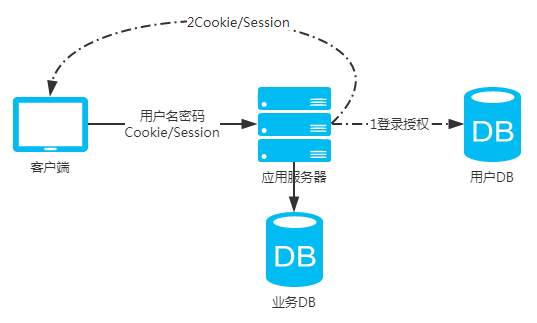 2Cookie/Session
用户名密码
Cookie/Session
1登录授权
DB
客户端
应用服务器
用户DB
DB
业务DB